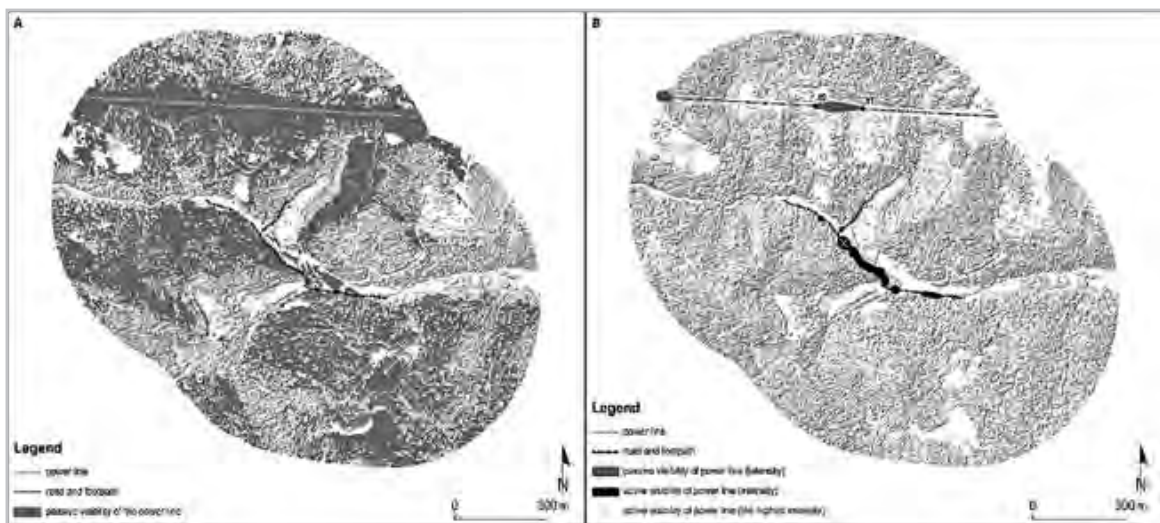 A
Legend
power line
road and footpath
passive visibility of the power line
N
0 300 m
B
Legend
power line
road and footpath
passive visibility of power line (intensity)
active visibility of power line (intensity)
active visibility of power line (the highest intensity)
N
0 300 m